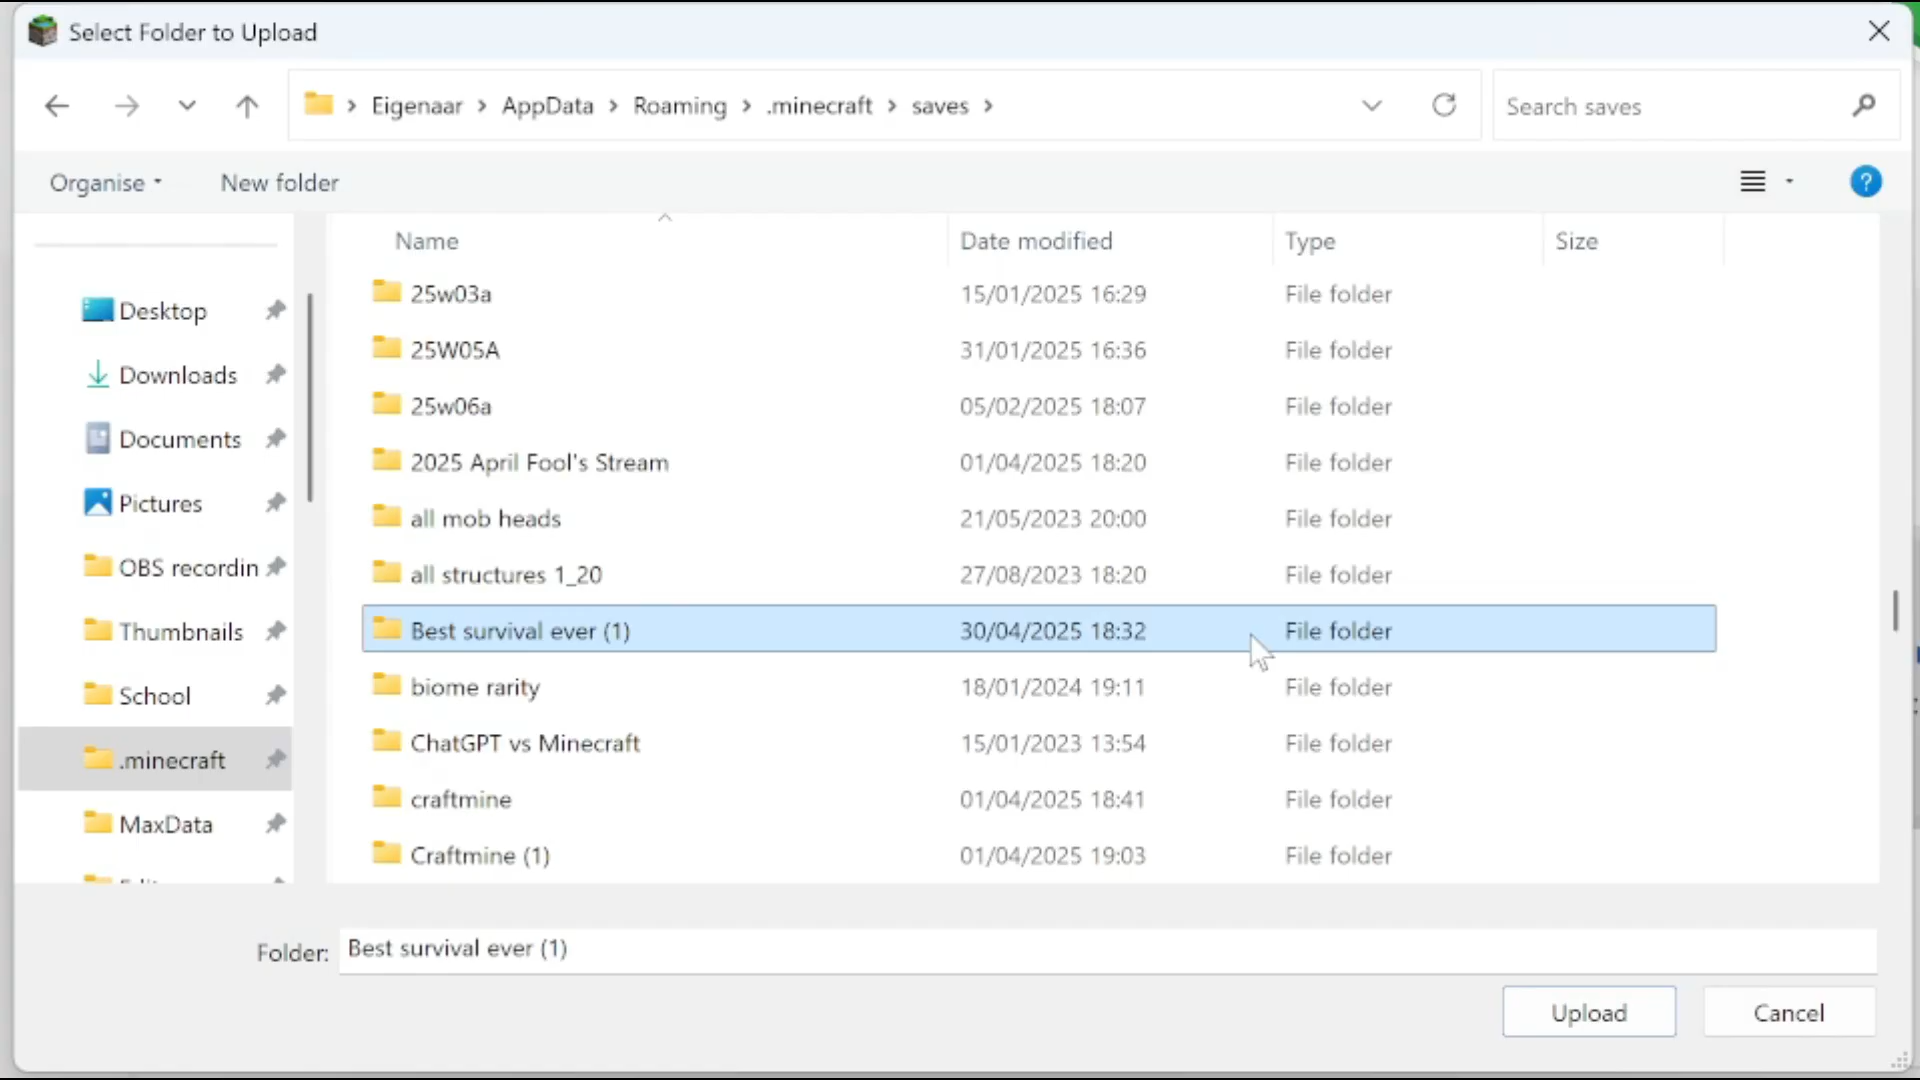 Select Folder to Upload
Eigenaar > AppData > Roaming > .minecraft > saves >
Search saves
Organise
New folder
?
Name
Date modified
Type
Size
Desktop
Downloads
Documents
Pictures
OBS recordin
Thumbnails
School
.minecraft
MaxData
25w03a 15/01/2025 16:29 File folder
25W05A 31/01/2025 16:36 File folder
25w06a 05/02/2025 18:07 File folder
2025 April Fool's Stream 01/04/2025 18:20 File folder
all mob heads 21/05/2023 20:00 File folder
all structures 1_20 27/08/2023 18:20 File folder
Best survival ever (1) 30/04/2025 18:32 File folder
biome rarity 18/01/2024 19:11 File folder
ChatGPT vs Minecraft 15/01/2023 13:54 File folder
craftmine 01/04/2025 18:41 File folder
Craftmine (1) 01/04/2025 19:03 File folder
Folder: Best survival ever (1)
Upload
Cancel